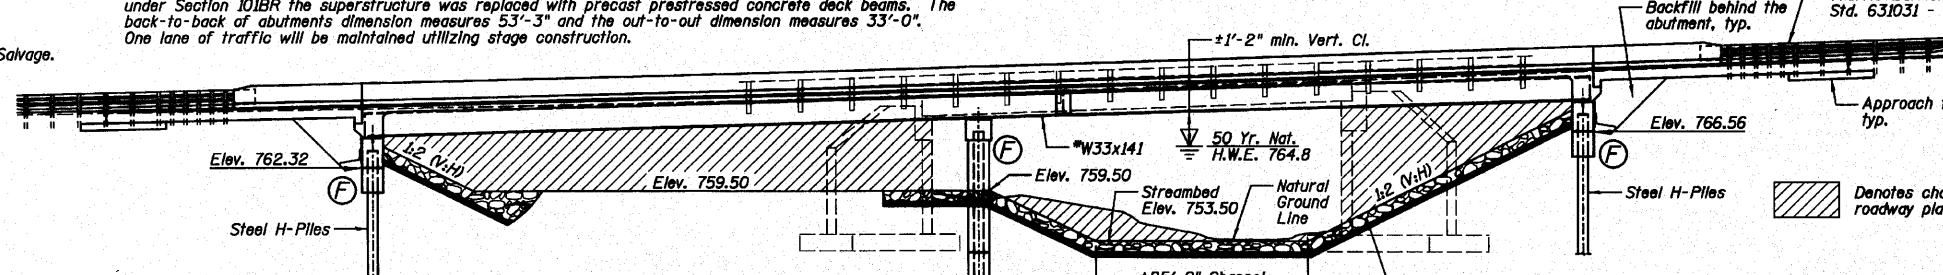 under Section 101BR the superstructure was replaced with precast prestressed concrete deck beams. The
back-to-back of abutments dimension measures 53'-3" and the out-to-out dimension measures 33'-0".
One lane of traffic will be maintained utilizing stage construction.
Salvage.
±1'-2" min. Vert. Cl.
Backfill behind the
abutment, typ.
Std. 631031 -
Approach
typ.
Elev. 762.32
1:2 (V:H)
F
Steel H-Piles
Elev. 759.50
F
*W33x141
Elev. 759.50
50 Yr. Nat.
H.W.E. 764.8
Streambed
Elev. 753.50
Natural
Ground
Line
1:2 (V:H)
Elev. 766.56
F
Steel H-Piles
Denotes
roadway
Channel